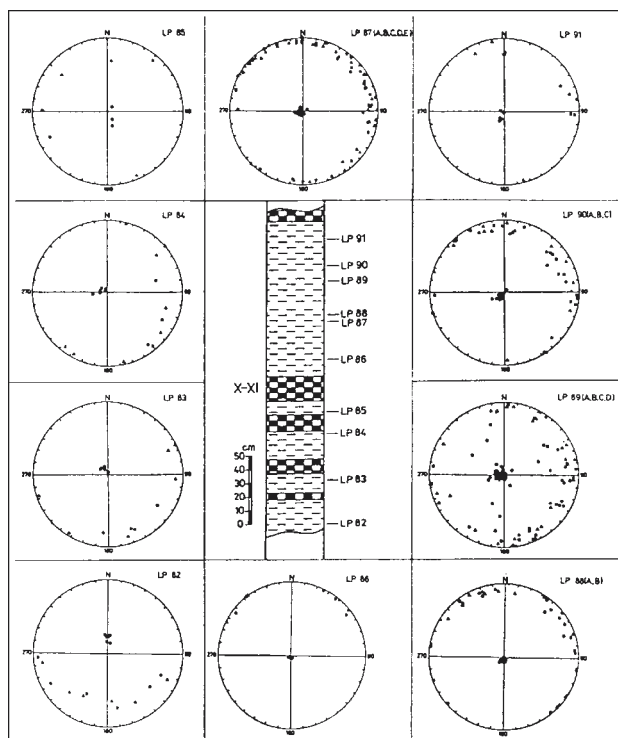 N
LP 85
270
90
180
N
LP 87(A,B,C,D,E)
270
90
180
N
LP 91
270
90
180
N
LP 84
270
90
180
N
LP 83
270
90
180
X-XI
cm
50
40
30
20
10
0
LP 91
LP 90
LP 89
LP 88
LP 87
LP 86
LP 85
LP 84
LP 83
LP 82
N
LP 90(A,B,C)
270
90
180
N
LP 89(A,B,C,D)
270
90
180
N
LP 82
270
90
180
N
LP 86
270
90
180
N
LP 88(A,B)
270
90
180